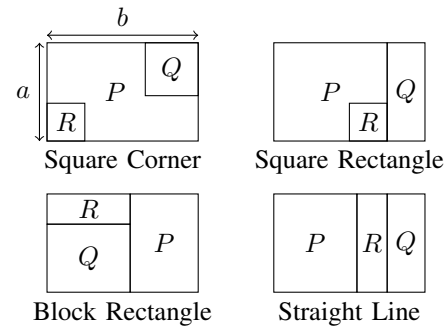 b
a
P
Q
R
Square Corner
P
Q
R
Square Rectangle
R
Q
P
Block Rectangle
P
R
Q
Straight Line